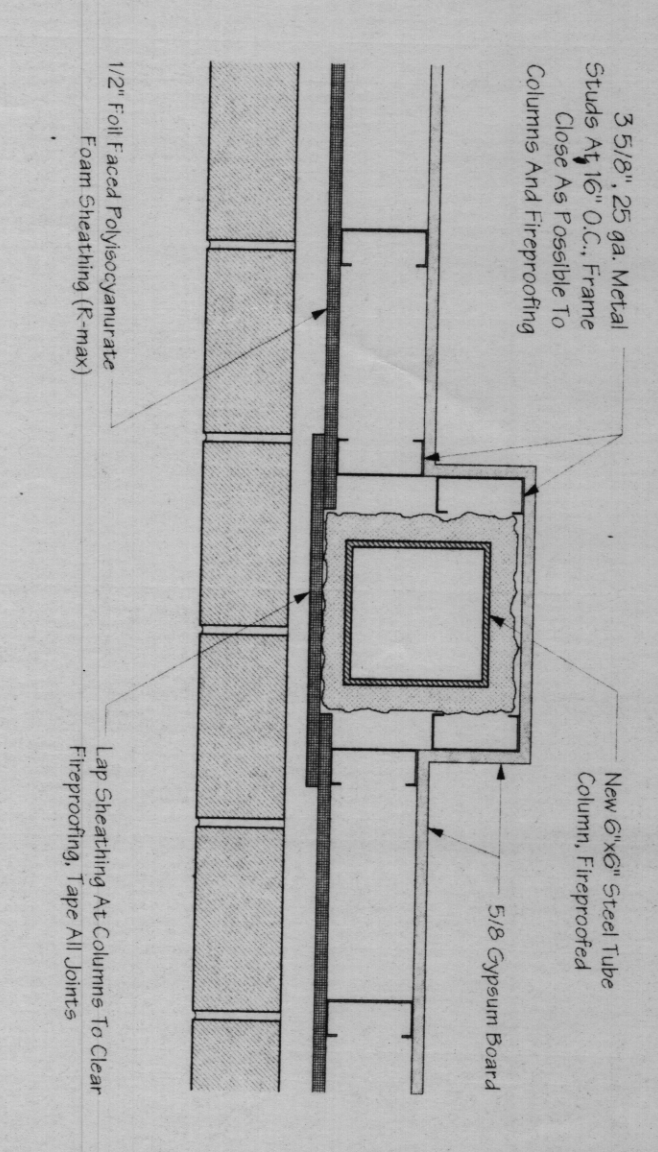 3 5/8", 25 ga. Metal
Studs At 16" O.C., Frame
Close As Possible To
Columns And Fireproofing
New 6"x6" Steel Tube
Column, Fireproofed
5/8 Gypsum Board
1/2" Foil Faced Polyisocyanurate
Foam Sheathing (R-max)
Lap Sheathing At Columns To Clear
Fireproofing, Tape All Joints